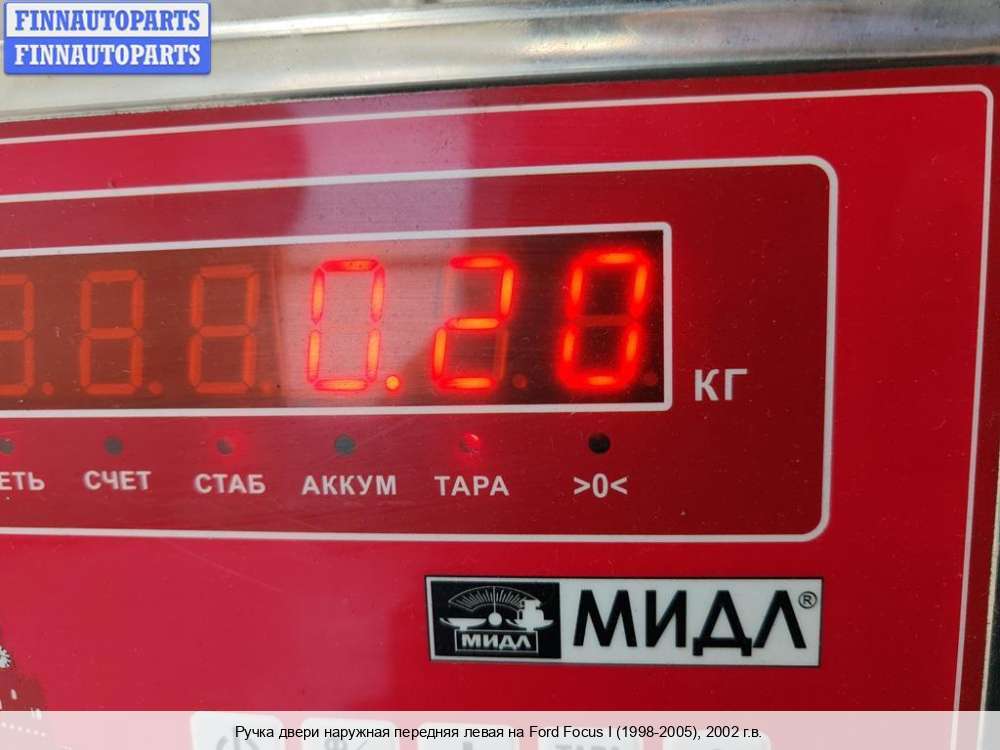 FINNAUTOPARTS
FINNAUTOPARTS
0.20
КГ
СЧЕТ СТАБ АККУМ ТАРА >0<
МИДЛ МИДЛ®
Ручка двери наружная передняя левая на Ford Focus I (1998-2005), 2002 г.в.